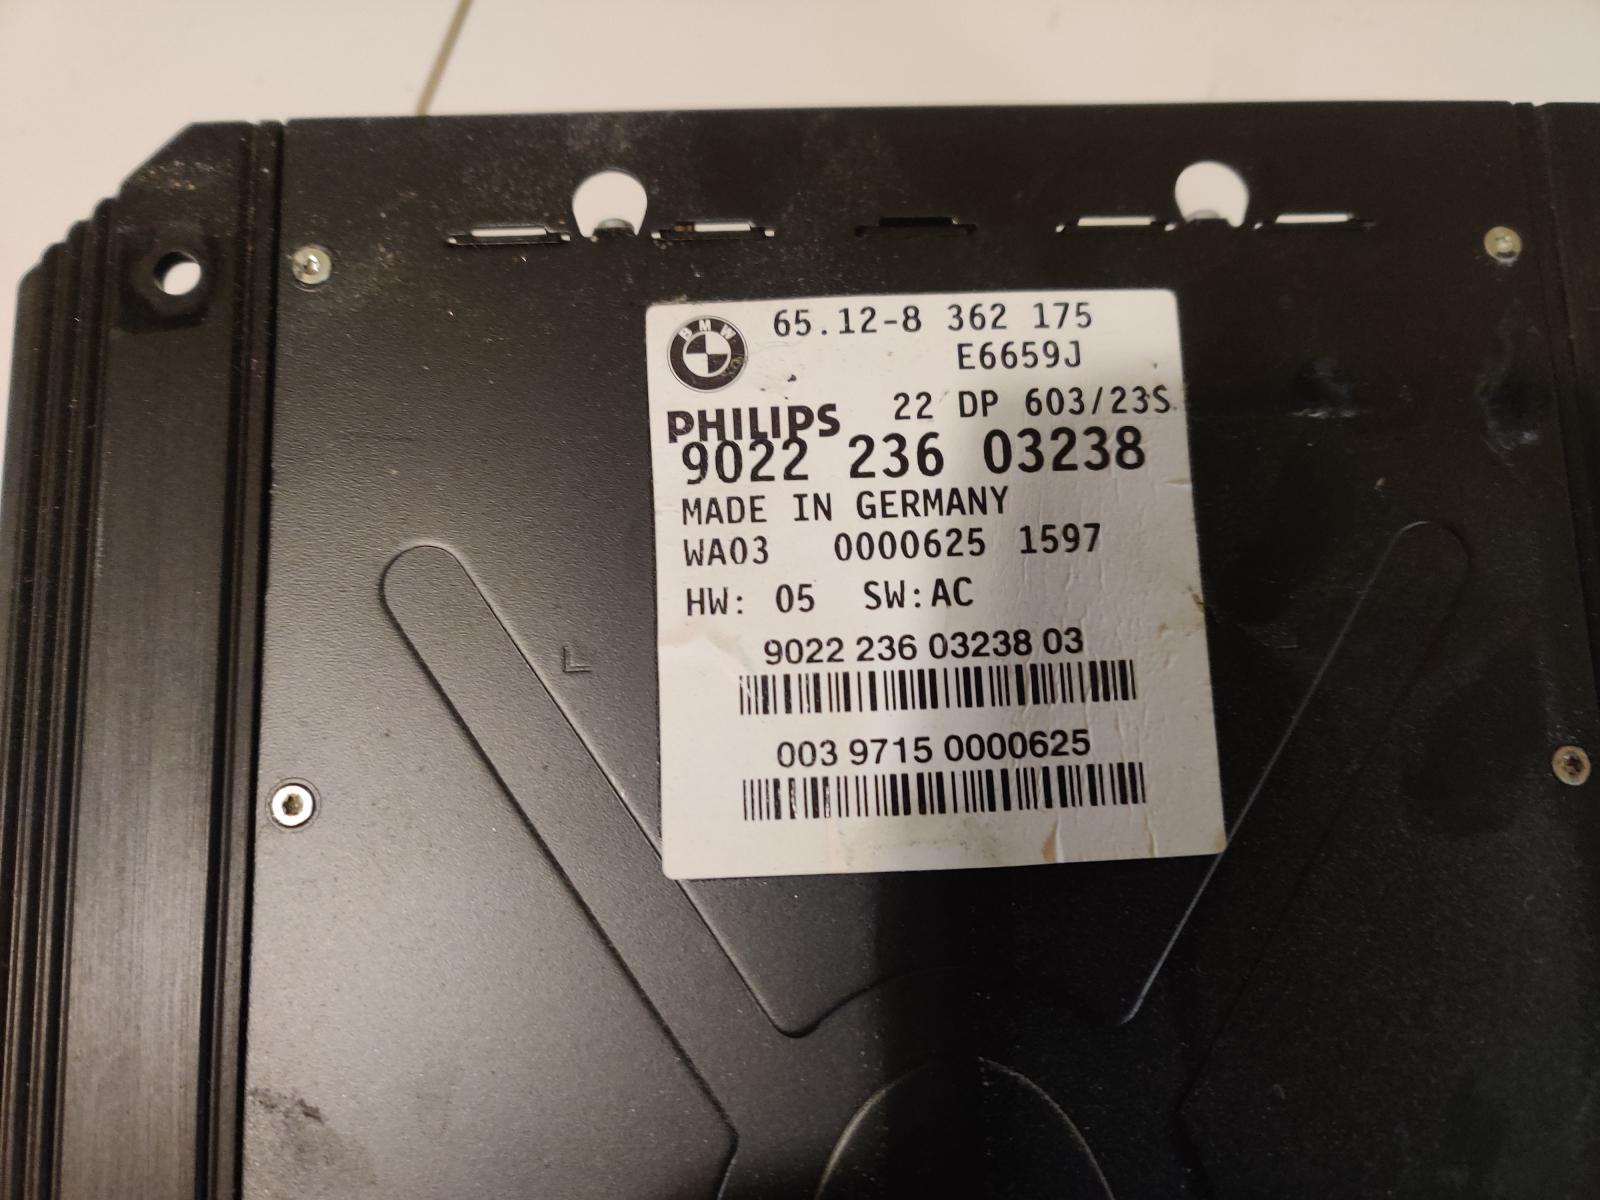 BMW
65.12-8 362 175
E6659J
PHILIPS 22 DP 603/23S
9022 236 03238
MADE IN GERMANY
WA03 0000625 1597
HW: 05 SW:AC
9022 236 03238 03
003 9715 0000625